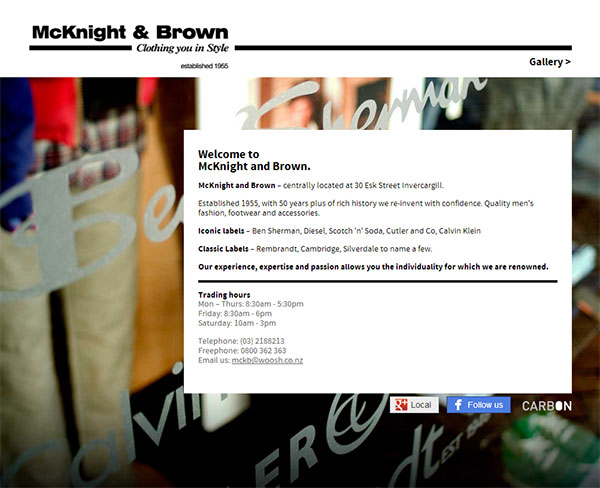 McKnight & Brown
Clothing you in Style
established 1955
Gallery >
Ben Sherman
Welcome to
McKnight and Brown.
McKnight and Brown – centrally located at 30 Esk Street Invercargill.
Established 1955, with 50 years plus of rich history we re-invent with confidence. Quality men's
fashion, footwear and accessories.
Iconic labels – Ben Sherman, Diesel, Scotch 'n' Soda, Cutler and Co, Calvin Klein
Classic Labels – Rembrandt, Cambridge, Silverdale to name a few.
Our experience, expertise and passion allows you the individuality for which we are renowned.
Trading hours
Mon – Thurs: 8:30am - 5:30pm
Friday: 8:30am - 6pm
Saturday: 10am - 3pm
Telephone: (03) 2188213
Freephone: 0800 362 363
Email us: mckb@woosh.co.nz
Local
Follow us
CARBON
Calvin